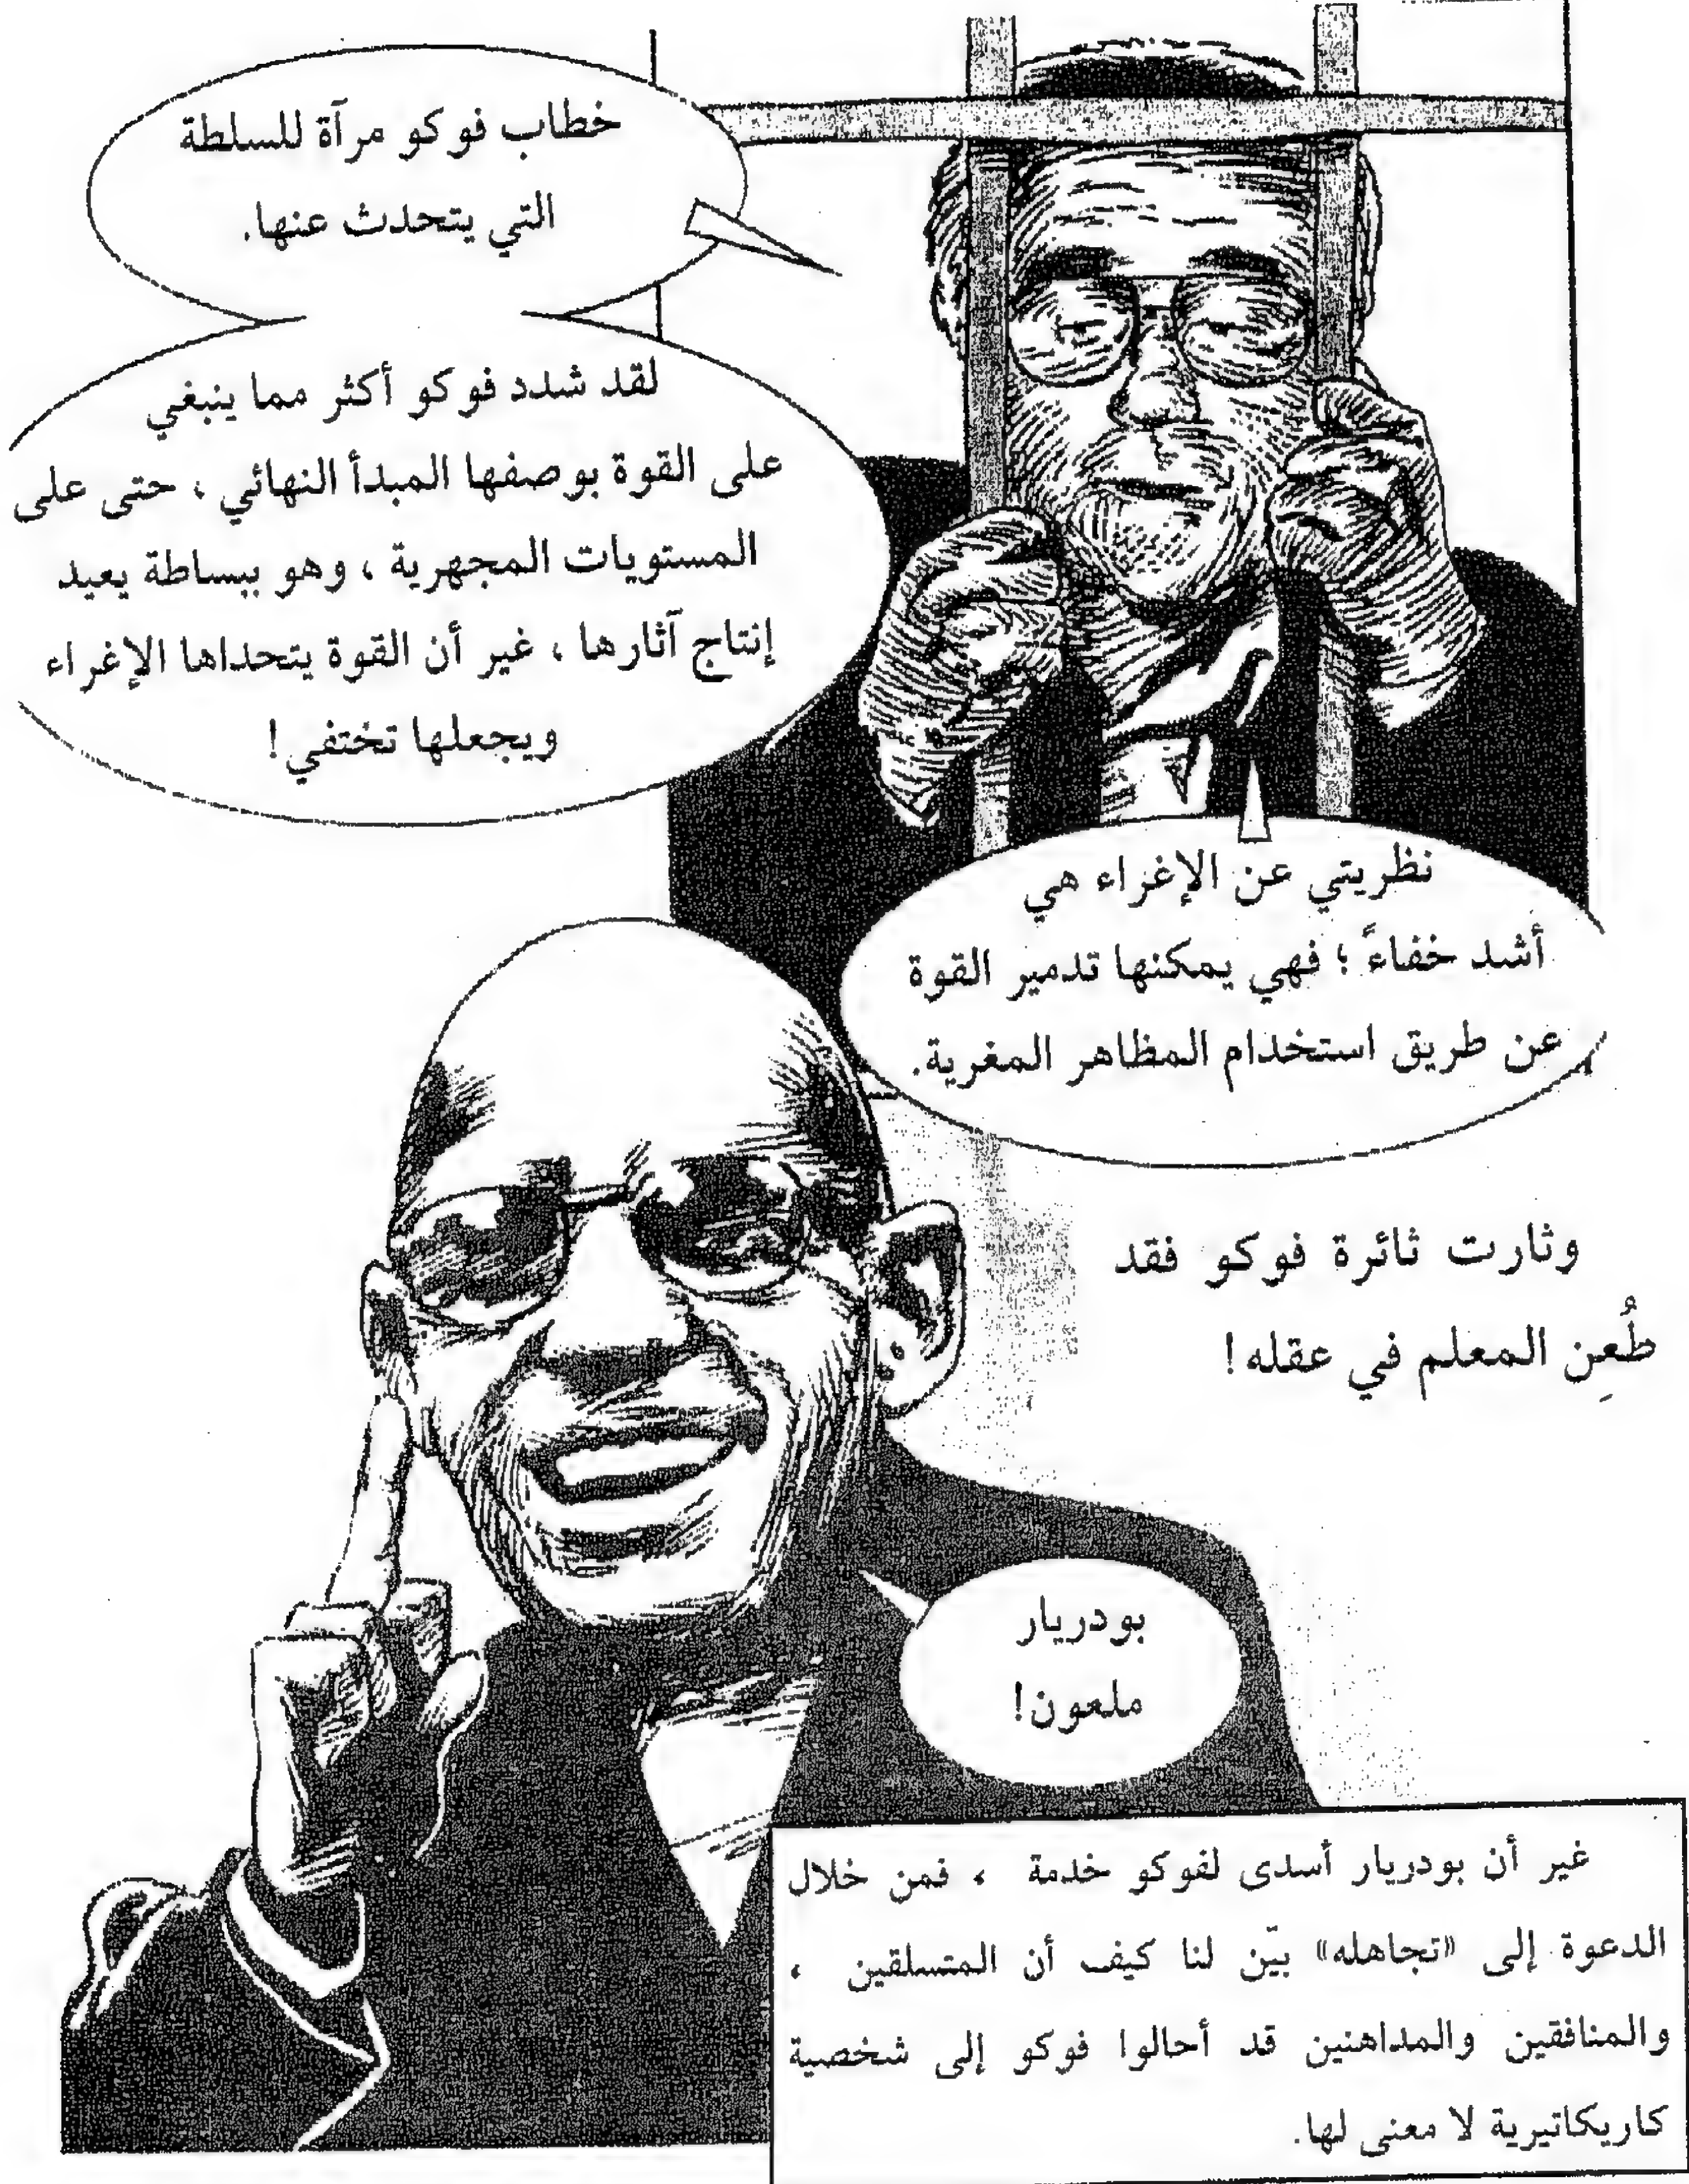 خطاب فوكو مرآة للسلطة
التي يتحدث عنها.
لقد شدد فوكو أكثر مما ينبغي
على القوة بوصفها المبدأ النهائي ، حتى على
المستويات المجهرية ، وهو ببساطة يعيد
إنتاج آثارها ، غير أن القوة يتحداها الإغراء
ويجعلها تختفي !
نظريتي عن الإغراء هي
أشد خفاءً ؛ فهي يمكنها تدمير القوة
عن طريق استخدام المظاهر المغرية.
وثارت ثائرة فوكو فقد
طُعِن المعلم في عقله !
بودريار
ملعون!
غير أن بودريار أسدى لفوكو خدمة ، فمن خلال
الدعوة إلى «تجاهله» بيّن لنا كيف أن المتسلقين ،
والمنافقين والمداهنين قد أحالوا فوكو إلى شخصية
كاريكاتيرية لا معنى لها.